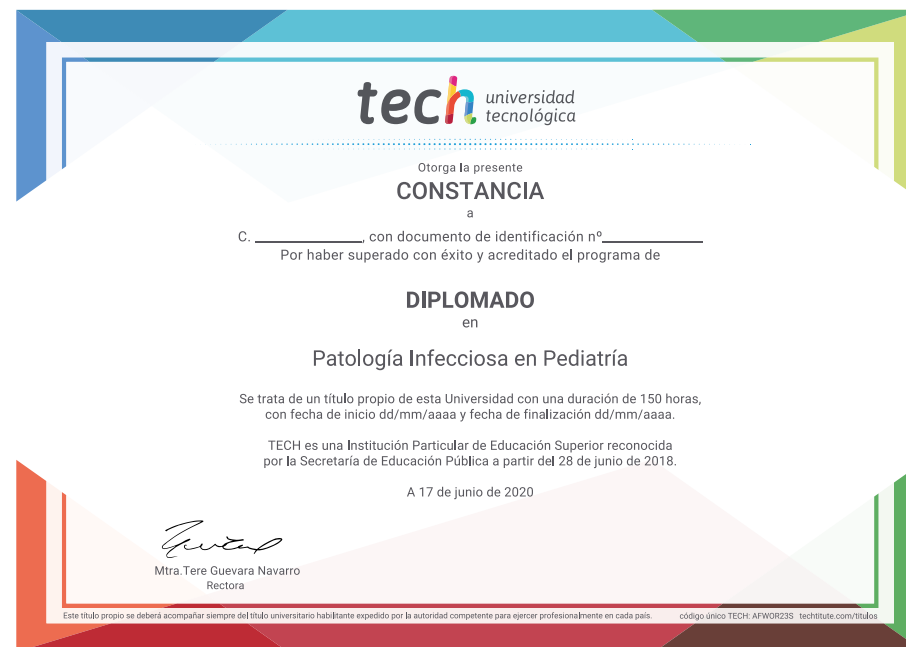 tech universidad
tecnológica
Otorga la presente
CONSTANCIA
a
C. ______________, con documento de identificación nº_____________
Por haber superado con éxito y acreditado el programa de
DIPLOMADO
en
Patología Infecciosa en Pediatría
Se trata de un título propio de esta Universidad con una duración de 150 horas,
con fecha de inicio dd/mm/aaaa y fecha de finalización dd/mm/aaaa.
TECH es una Institución Particular de Educación Superior reconocida
por la Secretaría de Educación Pública a partir del 28 de junio de 2018.
A 17 de junio de 2020
Mtra.Tere Guevara Navarro
Rectora
Este título propio se deberá acompañar siempre del título universitario habilitante expedido por la autoridad competente para ejercer profesionalmente en cada país. código único TECH: AFWOR23S techtitute.com/titulos